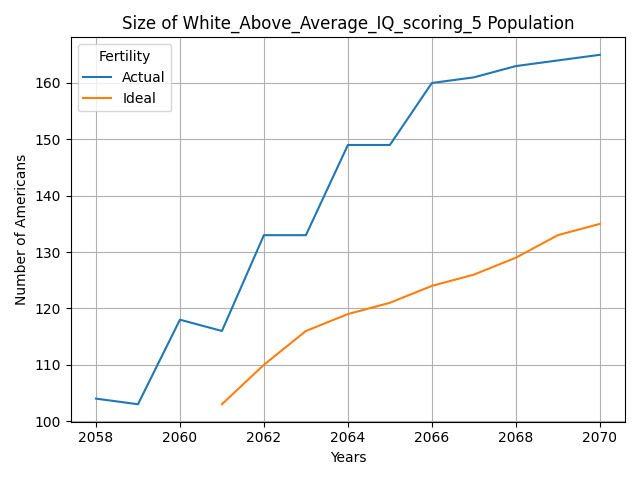 Size of White_Above_Average_IQ_scoring_5 Population
Fertility
Actual
Ideal
Number of Americans
160
150
140
130
120
110
100
2058
2060
2062
2064
2066
2068
2070
Years